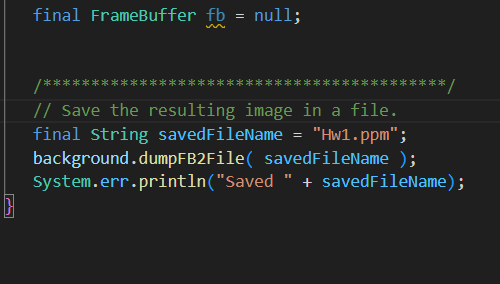 final FrameBuffer fb = null;
/******************************************/
// Save the resulting image in a file.
final String savedFileName = "Hw1.ppm";
background.dumpFB2File( savedFileName );
System.err.println("Saved " + savedFileName);
}